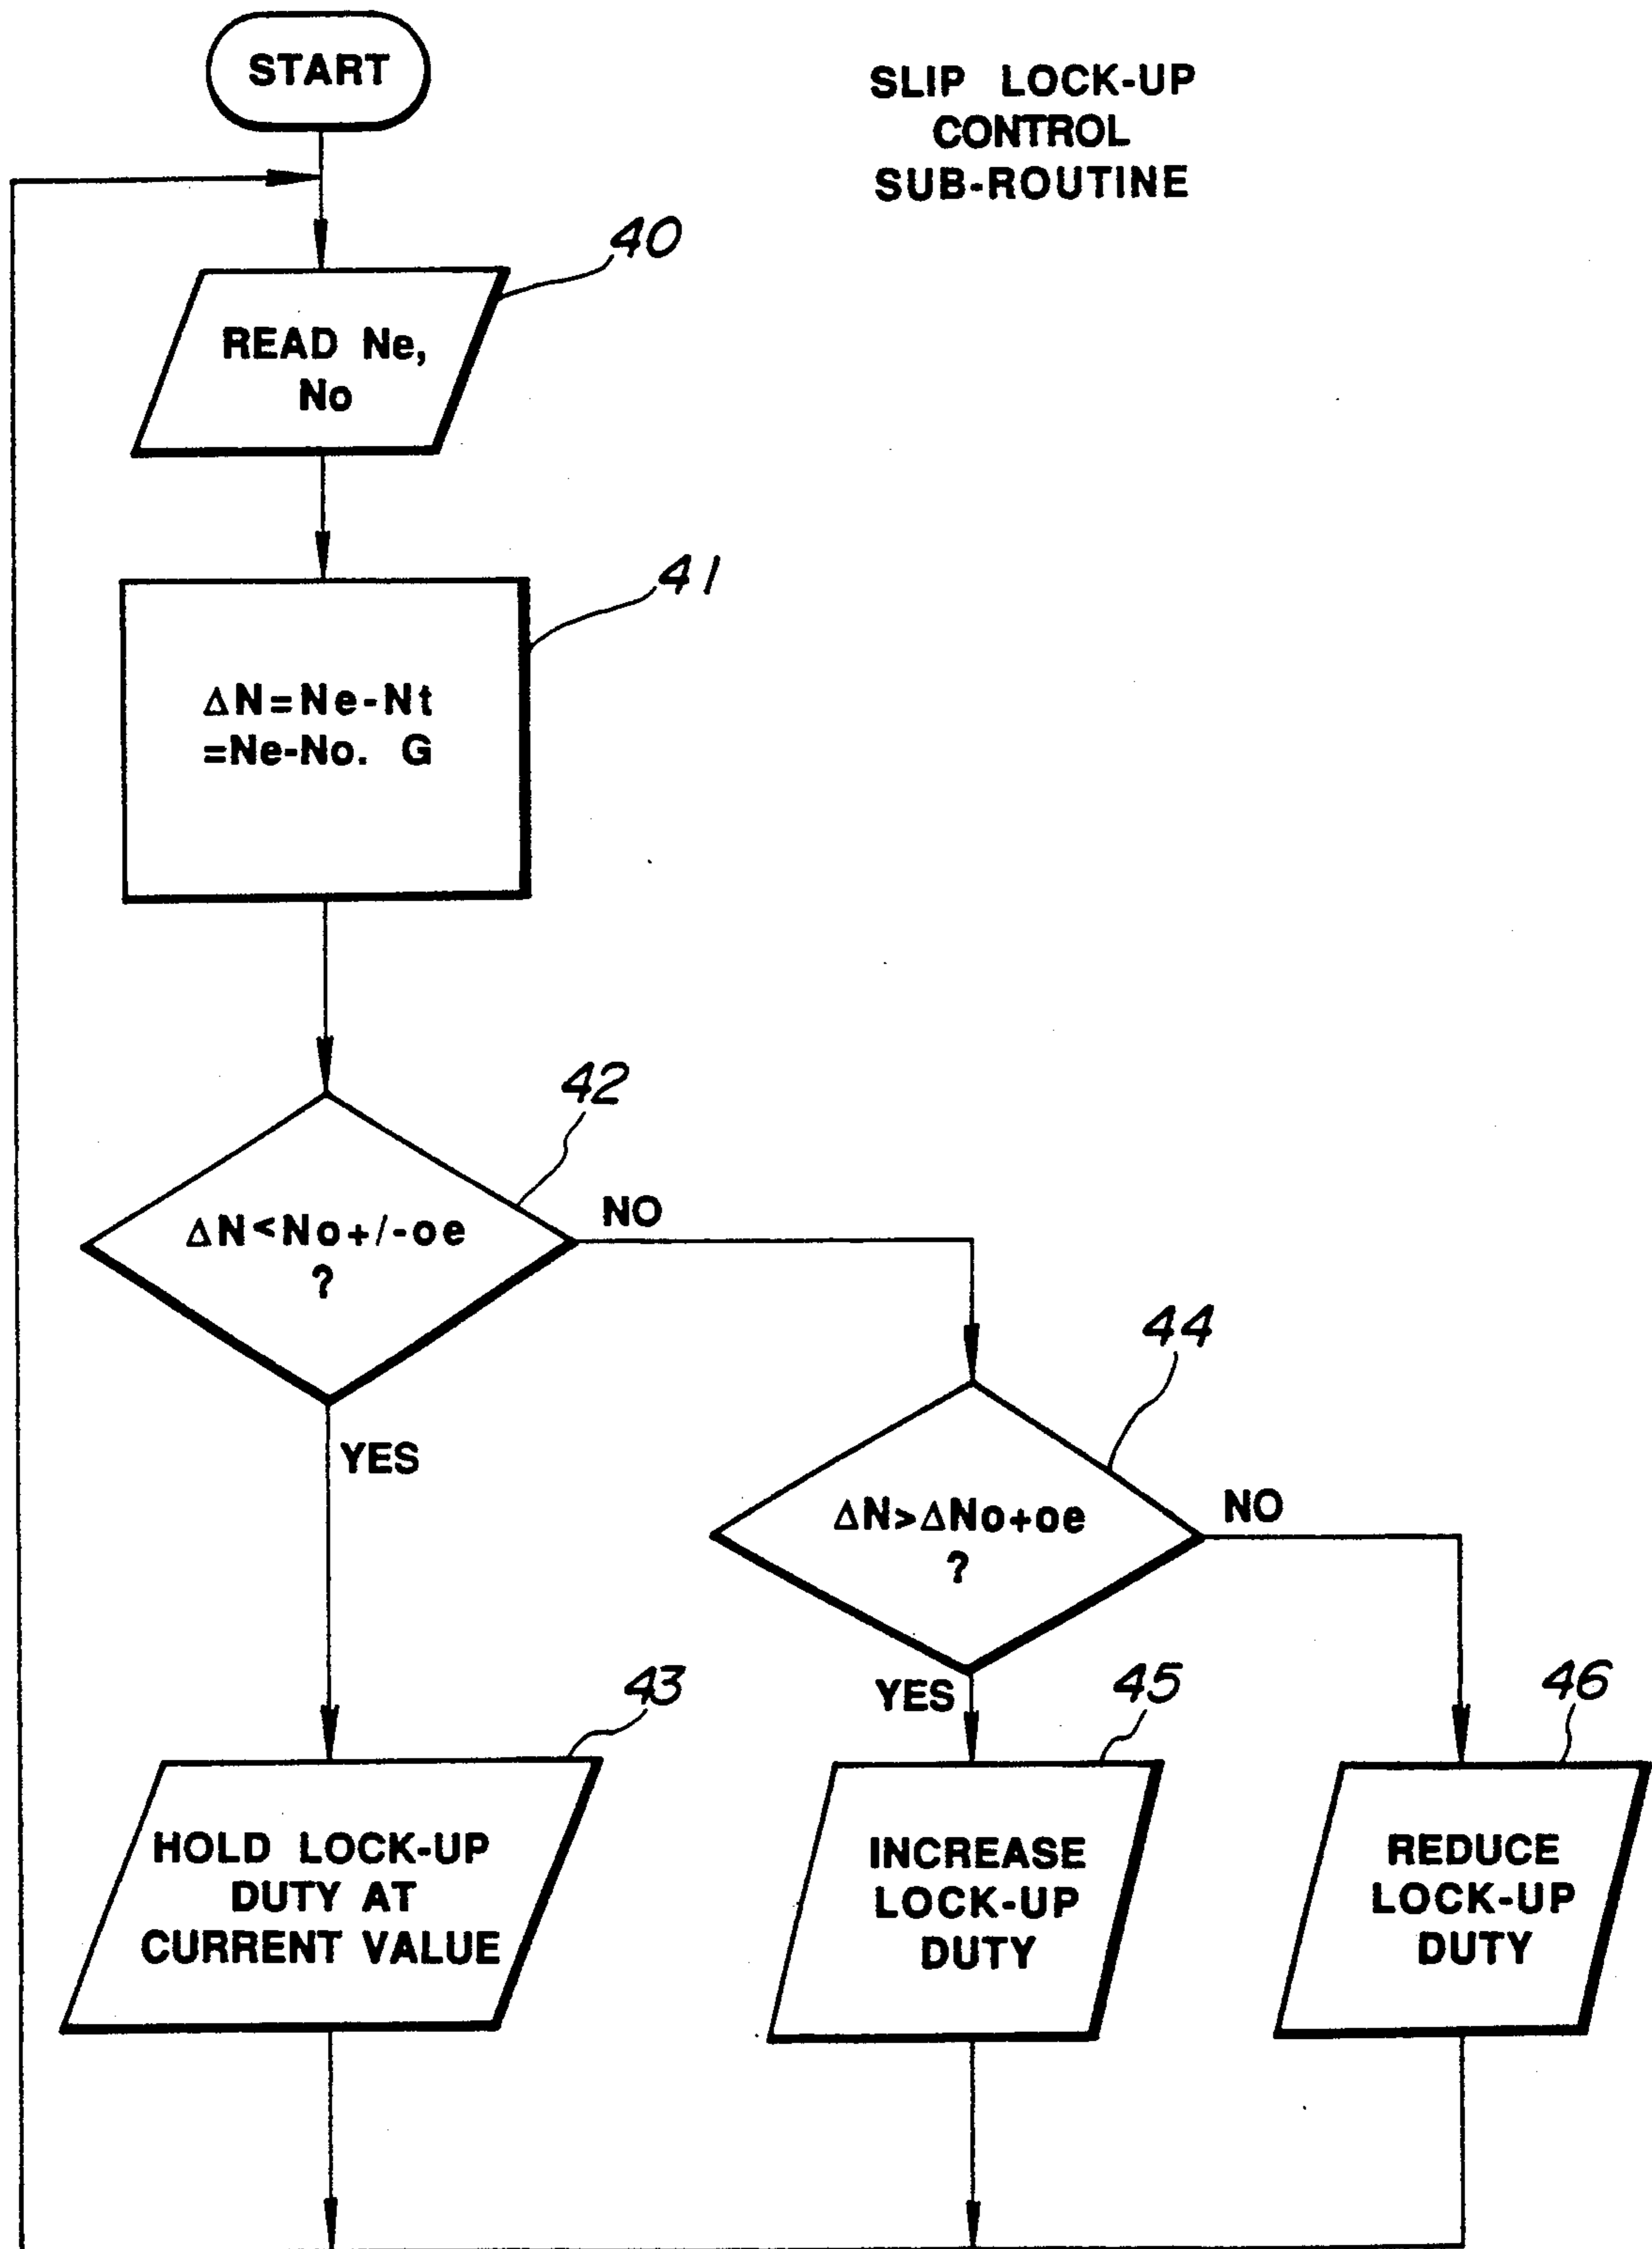 START
SLIP LOCK-UP
CONTROL
SUB-ROUTINE
40
READ Ne,
No
41
ΔN=Ne-Nt
=Ne-No. G
42
ΔN<No+/-oe
?
NO
YES
44
ΔN>ΔNo+oe
?
NO
YES
43
HOLD LOCK-UP
DUTY AT
CURRENT VALUE
45
INCREASE
LOCK-UP
DUTY
46
REDUCE
LOCK-UP
DUTY